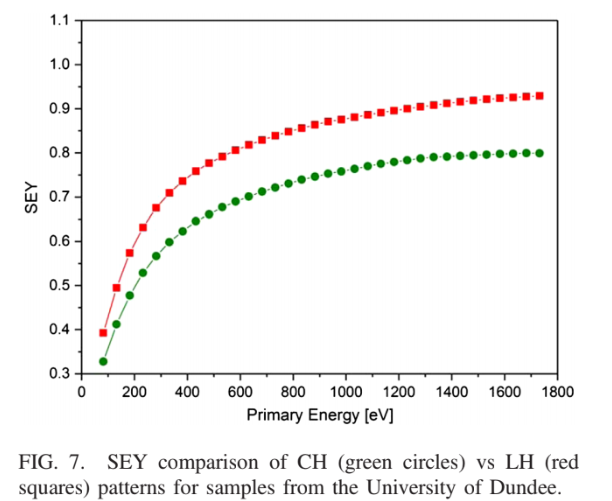 1.1
1.0
0.9
0.8
0.7
0.6
0.5
0.4
0.3
SEY
0 200 400 600 800 1000 1200 1400 1600 1800
Primary Energy [eV]
FIG. 7. SEY comparison of CH (green circles) vs LH (red
squares) patterns for samples from the University of Dundee.